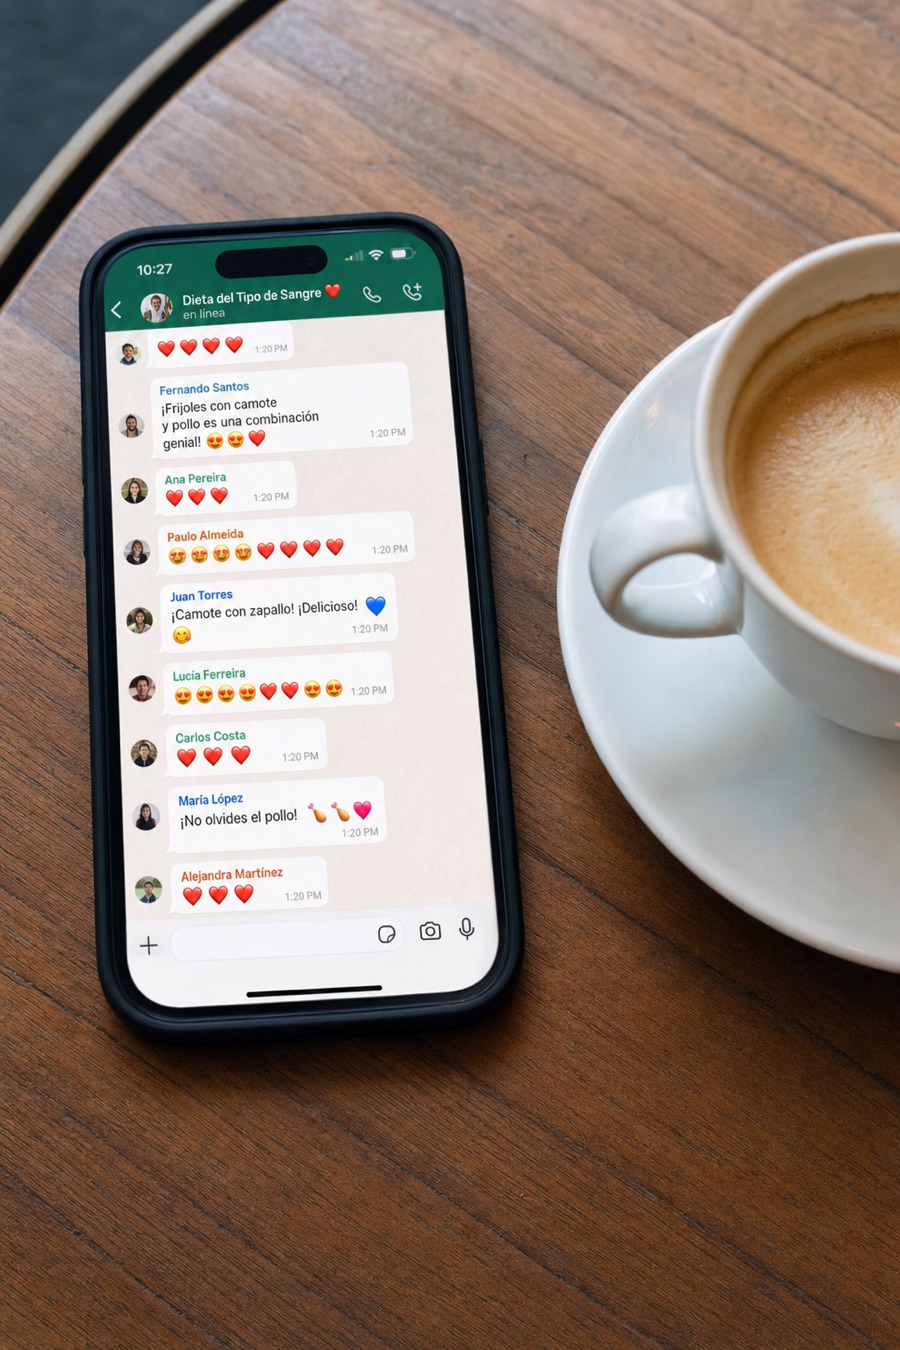 10:27
Dieta del Tipo de Sangre ❤️
en línea
❤️❤️❤️❤️ 1:20 PM
Fernando Santos
¡Frijoles con camote
y pollo es una combinación
genial! 😍😍❤️ 1:20 PM
Ana Pereira
❤️❤️❤️ 1:20 PM
Paulo Almeida
😍😍😍😍❤️❤️❤️❤️ 1:20 PM
Juan Torres
¡Camote con zapallo! ¡Delicioso! 💙
😋 1:20 PM
Lucía Ferreira
😍😍😍😍❤️❤️😍😍 1:20 PM
Carlos Costa
❤️❤️❤️ 1:20 PM
María López
¡No olvides el pollo! 🍗🍗💗
1:20 PM
Alejandra Martínez
❤️❤️❤️ 1:20 PM